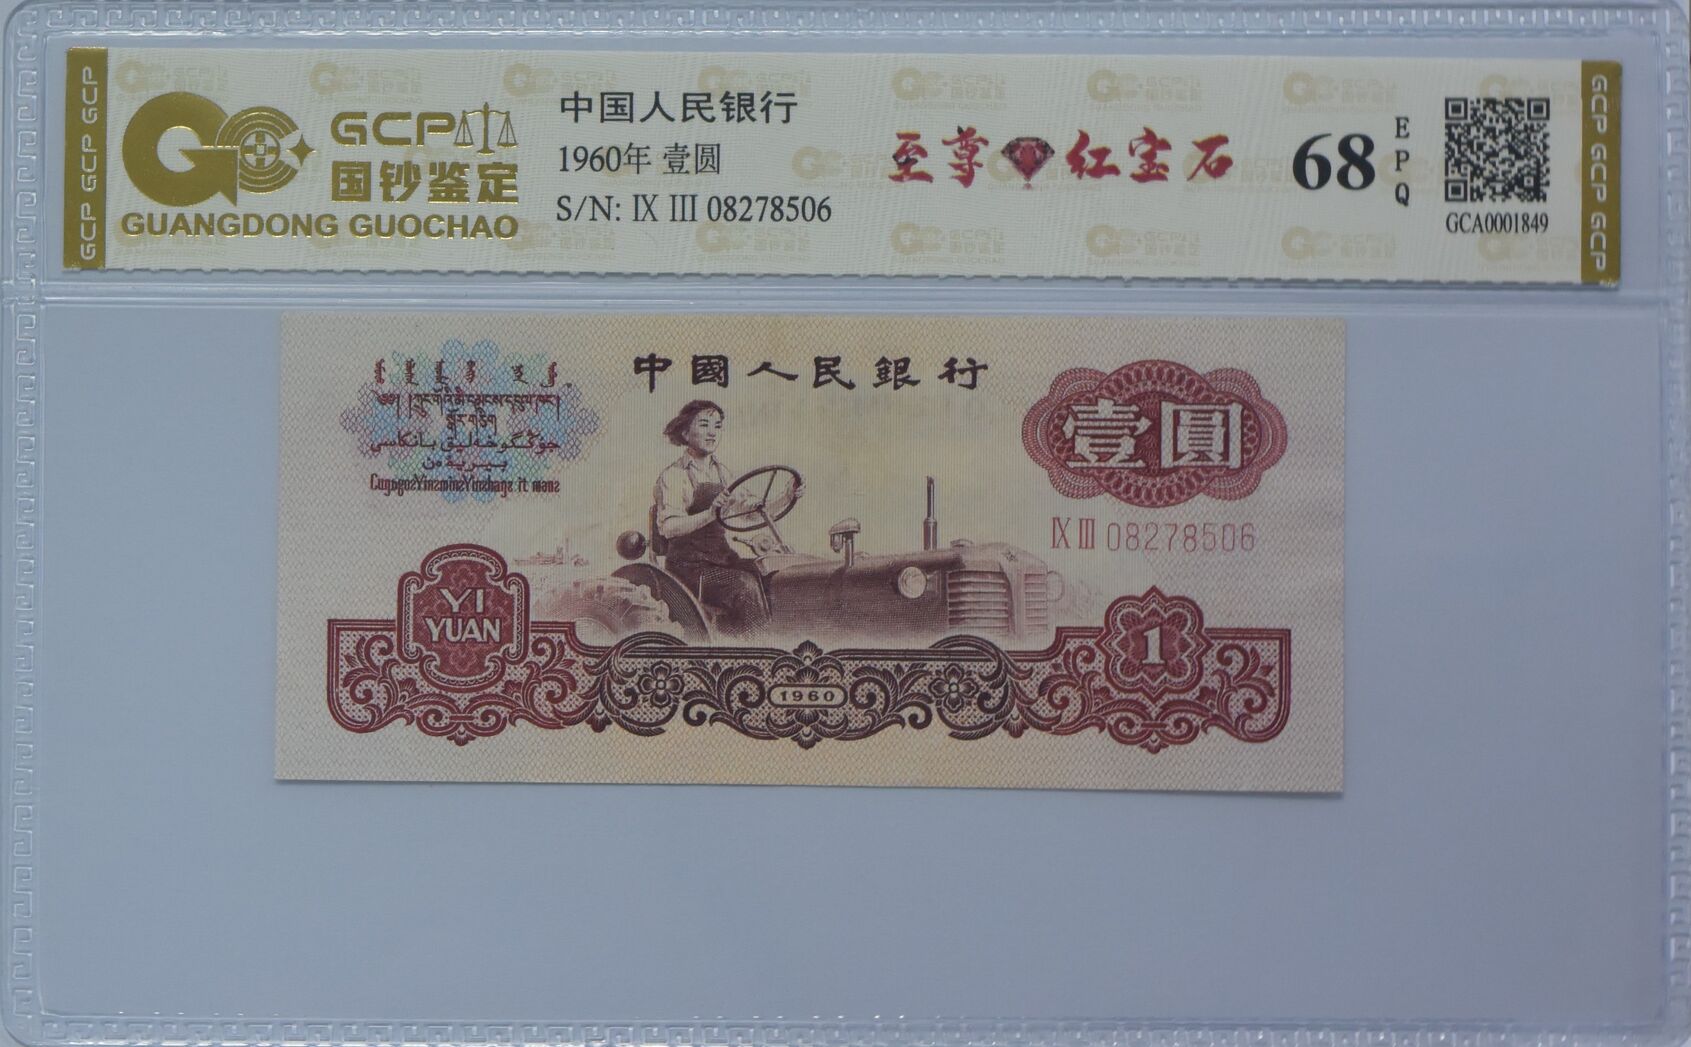 GCP GCP GCP
GCP
国钞鉴定
GUANGDONG GUOCHAO
中国人民银行
1960年 壹圆
S/N: Ⅸ Ⅲ 08278506
至尊 红宝石
68
EPQ
GCA0001849
GCP GCP GCP
中國人民銀行
壹圓
Ⅸ Ⅲ 08278506
YI
YUAN
1
1960